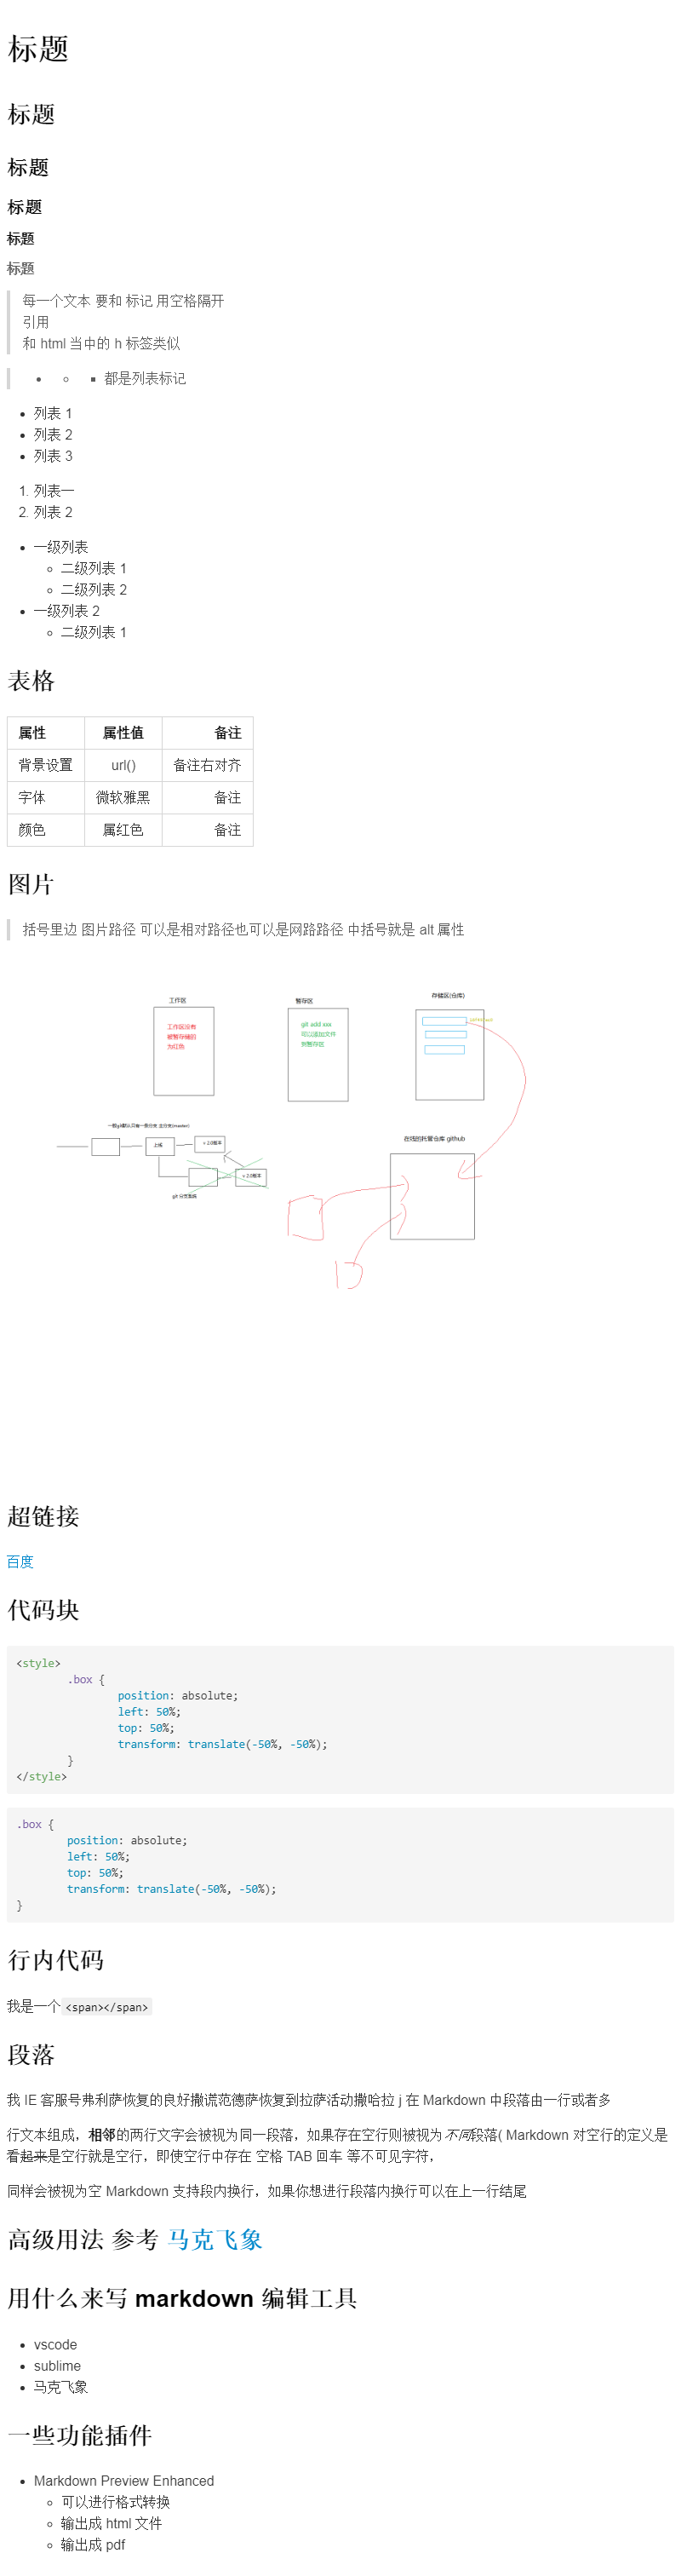 标题
标题
标题
标题
标题
标题
每一个文本 要和 标记 用空格隔开
引用
和 html 当中的 h 标签类似
都是列表标记
列表 1
列表 2
列表 3
1. 列表一
2. 列表 2
一级列表
二级列表 1
二级列表 2
一级列表 2
二级列表 1
表格
属性 属性值 备注
背景设置 url() 备注右对齐
字体 微软雅黑 备注
颜色 属红色 备注
图片
括号里边 图片路径 可以是相对路径也可以是网路路径 中括号就是 alt 属性
工作区
暂存区
存储区(仓库)
工作区没有
被暂存储的
为红色
git add xxx
可以追加文件
到暂存区
一般git默认只有一条分支 主分支(master)
上线
v 2.0版本
v 2.0版本
git 分支案路
在线的托管仓库 github
超链接
百度
代码块
<style>
.box {
position: absolute;
left: 50%;
top: 50%;
transform: translate(-50%, -50%);
}
</style>
.box {
position: absolute;
left: 50%;
top: 50%;
transform: translate(-50%, -50%);
}
行内代码
我是一个 <span></span>
段落
我 IE 客服号弗利萨恢复的良好撒谎范德萨恢复到拉萨活动撒哈拉 j 在 Markdown 中段落由一行或者多
行文本组成，相邻的两行文字会被视为同一段落，如果存在空行则被视为不同段落( Markdown 对空行的定义是
看起来是空行就是空行，即使空行中存在 空格 TAB 回车 等不可见字符，
同样会被视为空 Markdown 支持段内换行，如果你想进行段落内换行可以在上一行结尾
高级用法 参考 马克飞象
用什么来写 markdown 编辑工具
vscode
sublime
马克飞象
一些功能插件
Markdown Preview Enhanced
可以进行格式转换
输出成 html 文件
输出成 pdf